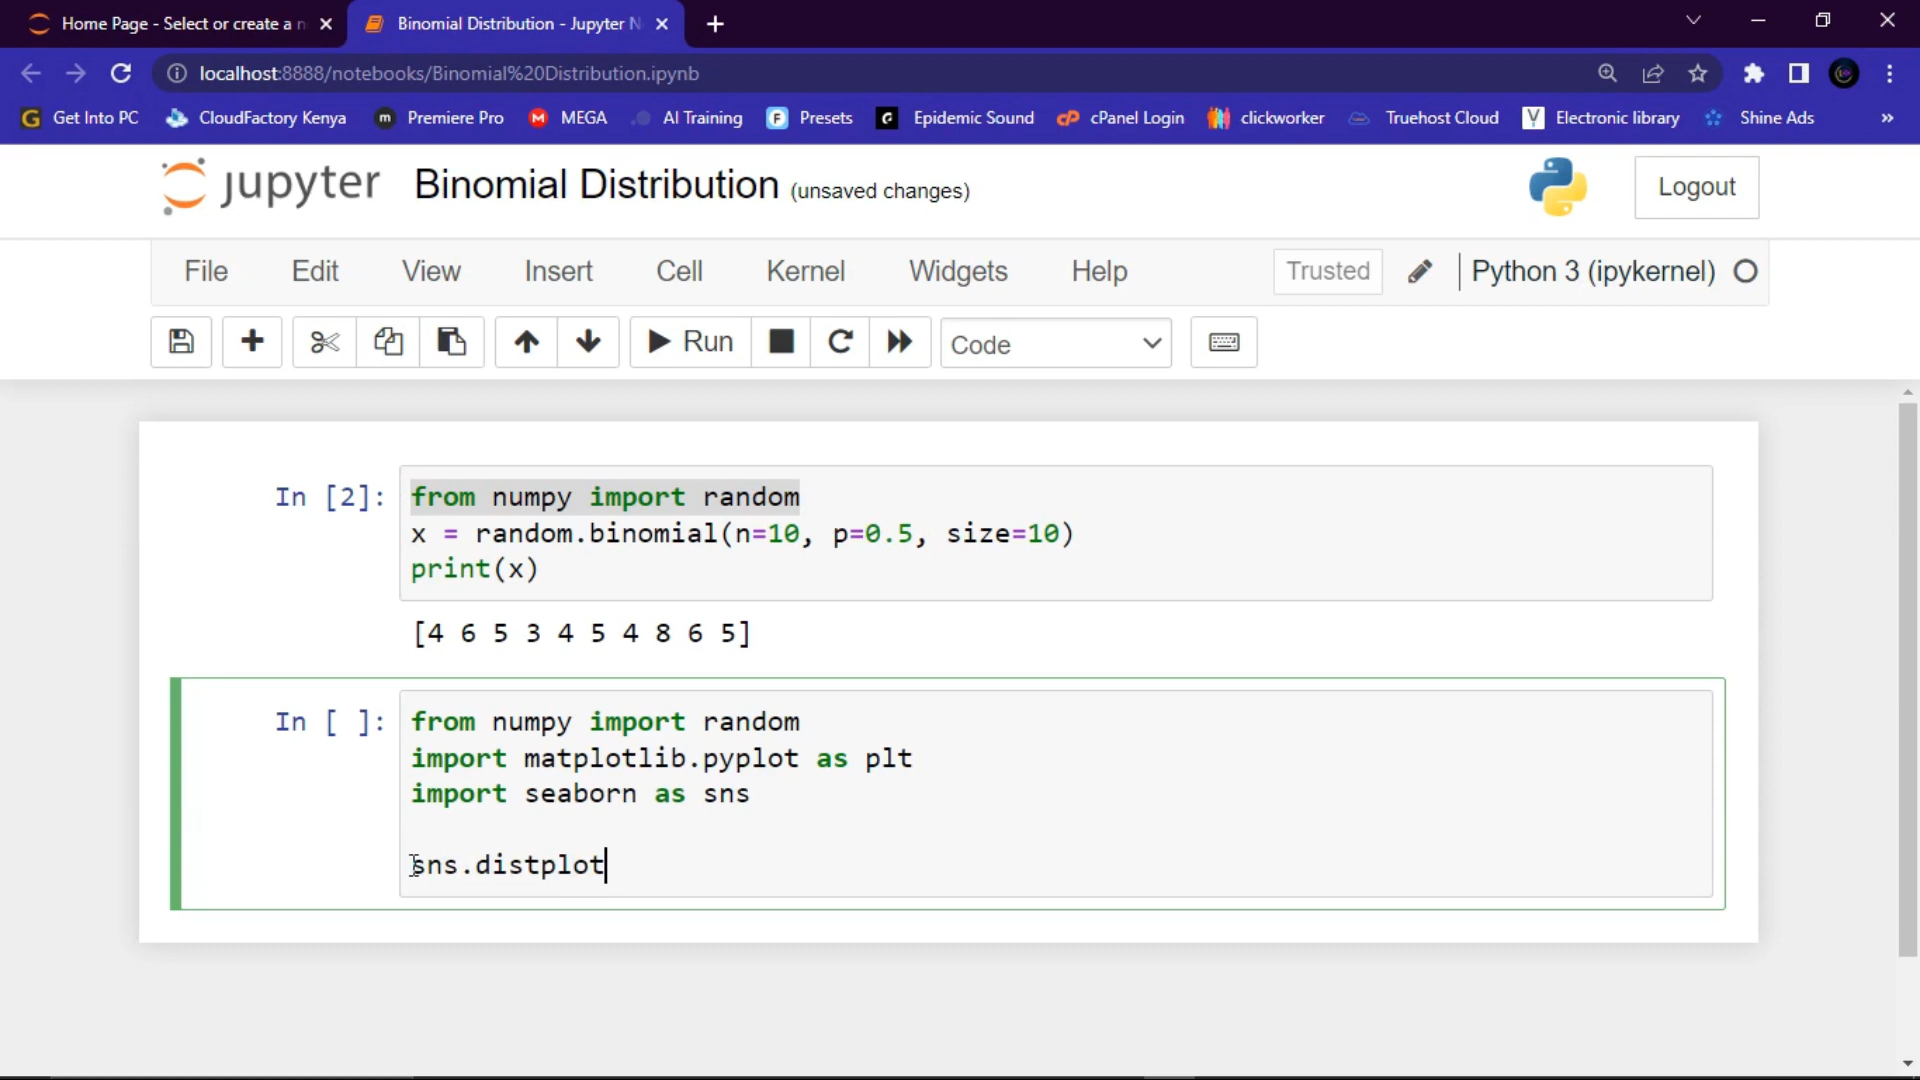 Home Page - Select or create a n
Binomial Distribution - Jupyter N
localhost:8888/notebooks/Binomial%20Distribution.ipynb
Get Into PC
CloudFactory Kenya
Premiere Pro
MEGA
AI Training
Presets
Epidemic Sound
cPanel Login
clickworker
Truehost Cloud
Electronic library
Shine Ads
jupyter Binomial Distribution (unsaved changes)
Logout
File Edit View Insert Cell Kernel Widgets Help
Trusted
Python 3 (ipykernel)
Run
Code
In [2]: from numpy import random
x = random.binomial(n=10, p=0.5, size=10)
print(x)
[4 6 5 3 4 5 4 8 6 5]
In [ ]: from numpy import random
import matplotlib.pyplot as plt
import seaborn as sns
sns.distplot